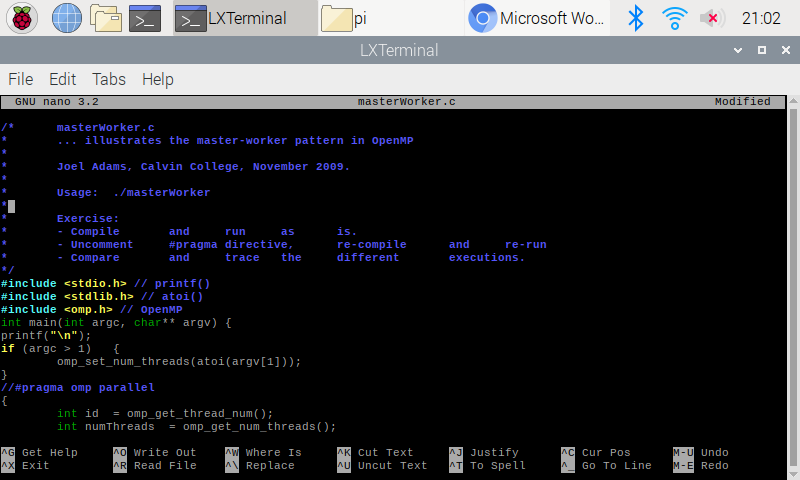 LXTerminal pi Microsoft Wo... 21:02
LXTerminal
File Edit Tabs Help
GNU nano 3.2 masterWorker.c Modified
/* masterWorker.c
* ... illustrates the master-worker pattern in OpenMP
*
* Joel Adams, Calvin College, November 2009.
*
* Usage: ./masterWorker
*
* Exercise:
* - Compile and run as is.
* - Uncomment #pragma directive, re-compile and re-run
* - Compare and trace the different executions.
*/
#include <stdio.h> // printf()
#include <stdlib.h> // atoi()
#include <omp.h> // OpenMP
int main(int argc, char** argv) {
printf("\n");
if (argc > 1) {
omp_set_num_threads(atoi(argv[1]));
}
//#pragma omp parallel
{
int id = omp_get_thread_num();
int numThreads = omp_get_num_threads();
^G Get Help ^O Write Out ^W Where Is ^K Cut Text ^J Justify ^C Cur Pos M-U Undo
^X Exit ^R Read File ^\ Replace ^U Uncut Text ^T To Spell ^_ Go To Line M-E Redo